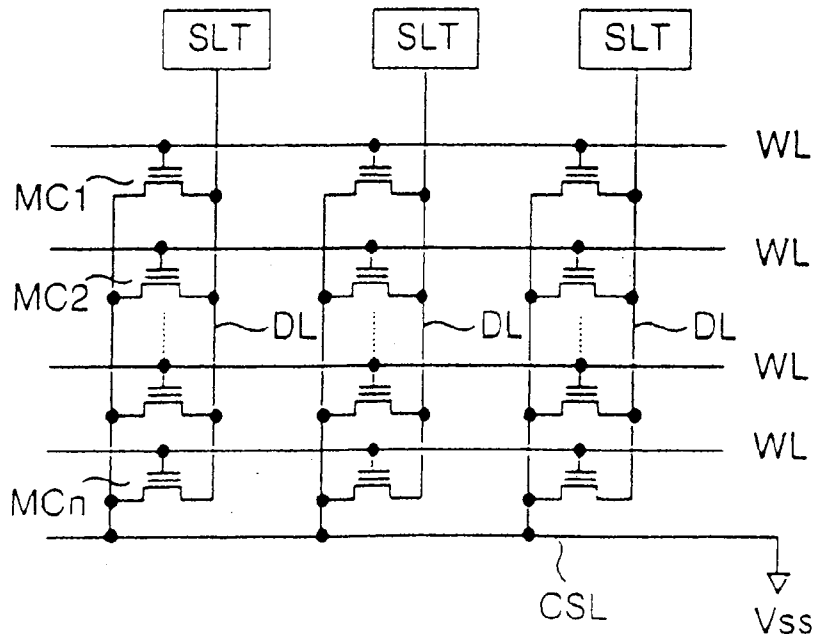 SLT SLT SLT
WL
MC1
WL
MC2
DL DL DL
WL
WL
MCn
CSL
Vss